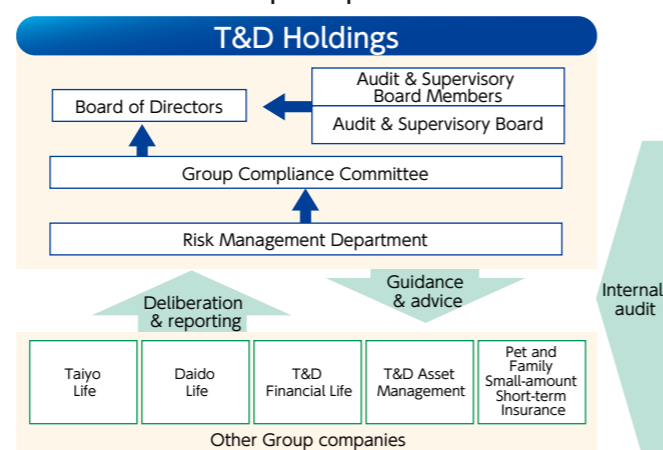 T&D Holdings
Board of Directors
Audit & Supervisory
Board Members
Audit & Supervisory Board
Group Compliance Committee
Risk Management Department
Deliberation
& reporting
Guidance
& advice
Internal
audit
Taiyo
Life
Daido
Life
T&D
Financial Life
T&D Asset
Management
Pet and
Family
Small-amount
Short-term
Insurance
Other Group companies